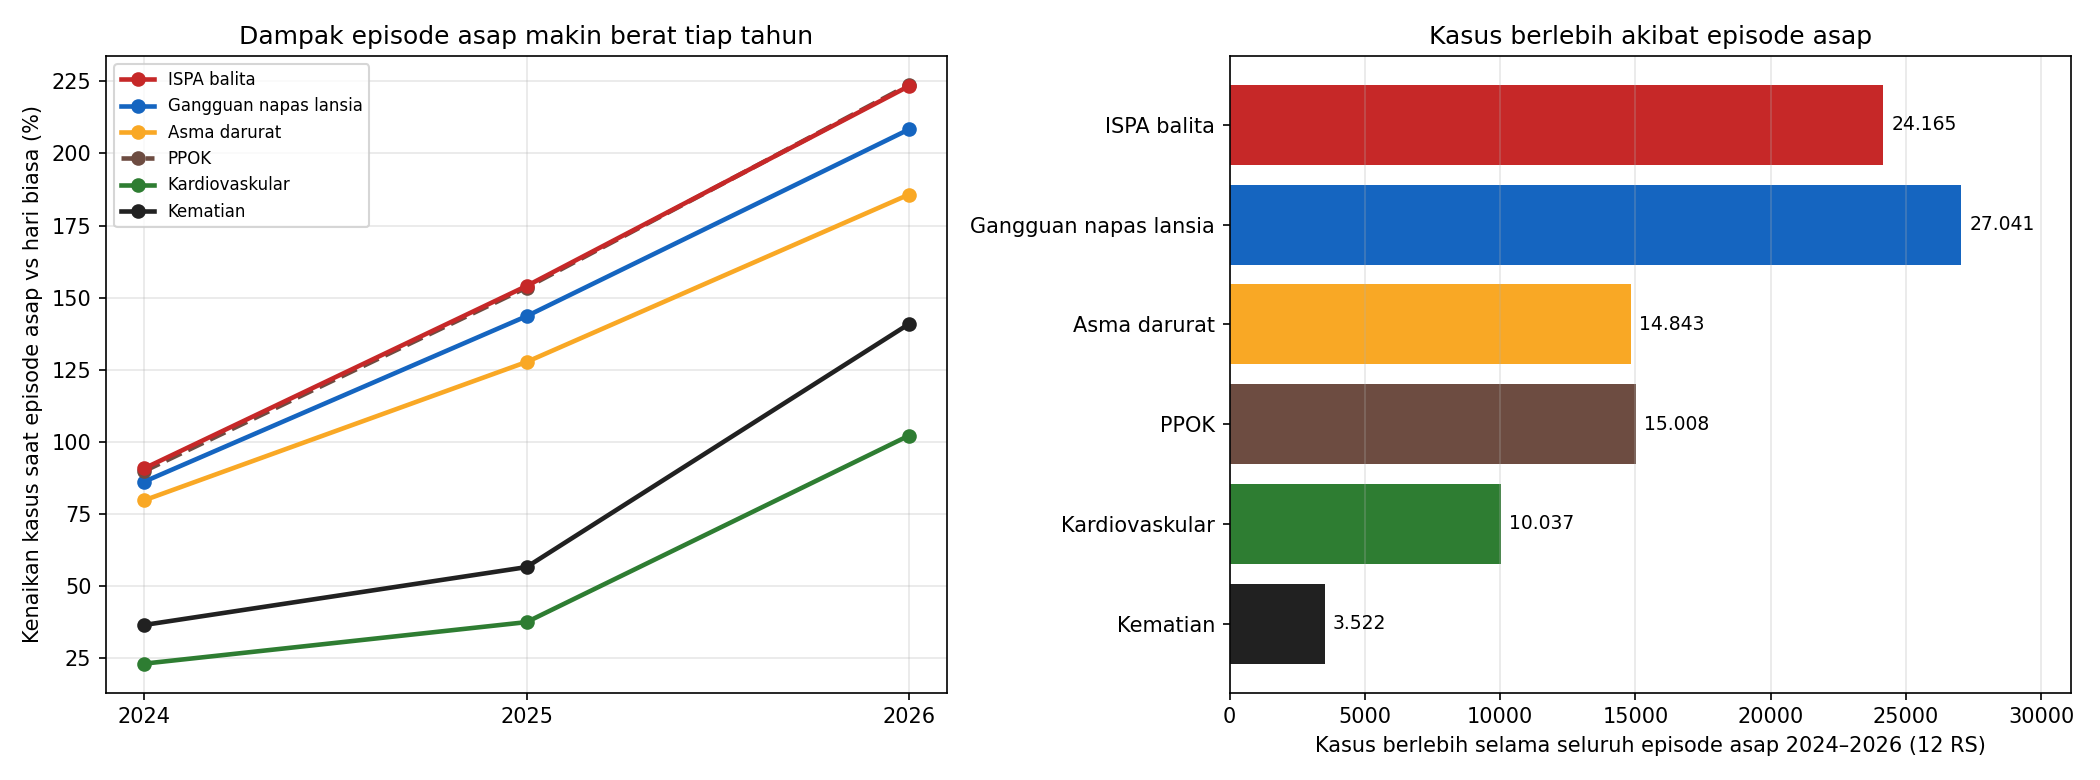 Dampak episode asap makin berat tiap tahun
Kenaikan kasus saat episode asap vs hari biasa (%)
225
200
175
150
125
100
75
50
25
ISPA balita
Gangguan napas lansia
Asma darurat
PPOK
Kardiovaskular
Kematian
2024
2025
2026
Kasus berlebih akibat episode asap
ISPA balita
24.165
Gangguan napas lansia
27.041
Asma darurat
14.843
PPOK
15.008
Kardiovaskular
10.037
Kematian
3.522
0
5000
10000
15000
20000
25000
30000
Kasus berlebih selama seluruh episode asap 2024–2026 (12 RS)